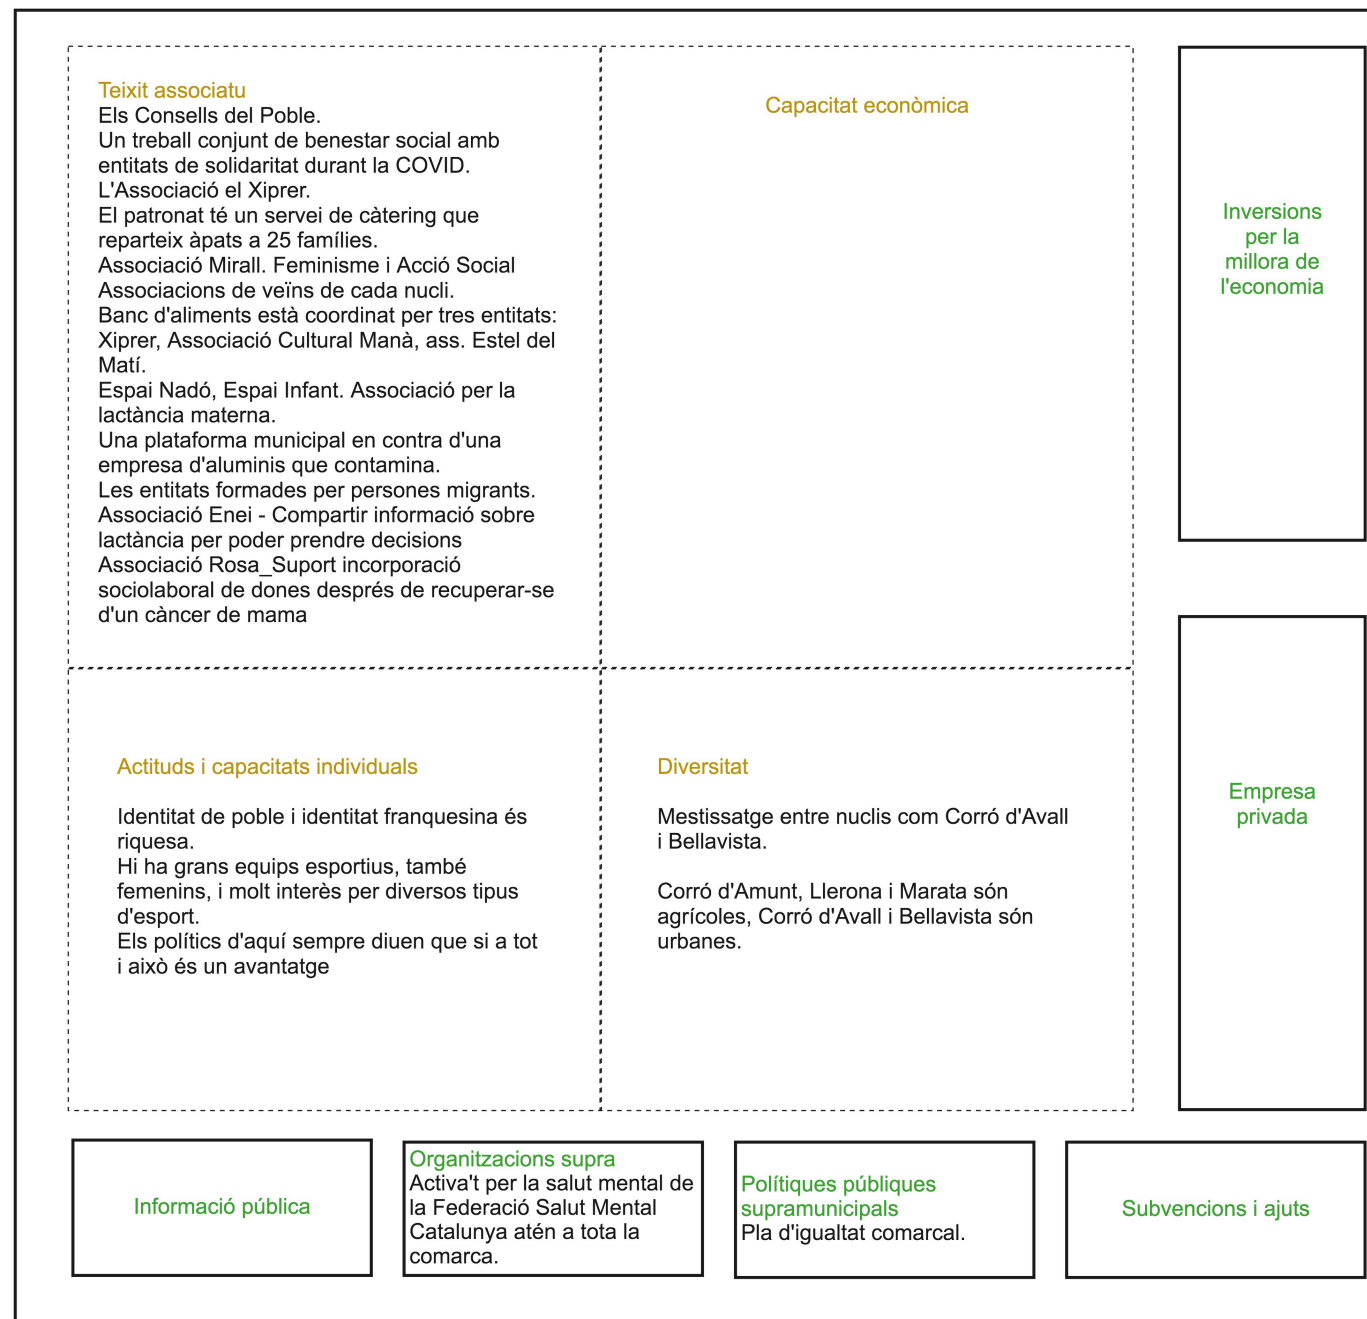 Teixit associatu
Els Consells del Poble.
Un treball conjunt de benestar social amb
entitats de solidaritat durant la COVID.
L'Associació el Xiprer.
El patronat té un servei de càtering que
reparteix àpats a 25 famílies.
Associació Mirall. Feminisme i Acció Social
Associacions de veïns de cada nucli.
Banc d'aliments està coordinat per tres entitats:
Xiprer, Associació Cultural Manà, ass. Estel del
Matí.
Espai Nadó, Espai Infant. Associació per la
lactància materna.
Una plataforma municipal en contra d'una
empresa d'aluminis que contamina.
Les entitats formades per persones migrants.
Associació Enei - Compartir informació sobre
lactància per poder prendre decisions
Associació Rosa_Suport incorporació
sociolaboral de dones després de recuperar-se
d'un càncer de mama
Capacitat econòmica
Inversions
per la
millora de
l'economia
Actituds i capacitats individuals
Identitat de poble i identitat franquesina és
riquesa.
Hi ha grans equips esportius, també
femenins, i molt interès per diversos tipus
d'esport.
Els polítics d'aquí sempre diuen que si a tot
i això és un avantatge
Diversitat
Mestissatge entre nuclis com Corró d'Avall
i Bellavista.
Corró d'Amunt, Llerona i Marata són
agrícoles, Corró d'Avall i Bellavista són
urbanes.
Empresa
privada
Informació pública
Organitzacions supra
Activa't per la salut mental de
la Federació Salut Mental
Catalunya atén a tota la
comarca.
Polítiques públiques
supramunicipals
Pla d'igualtat comarcal.
Subvencions i ajuts